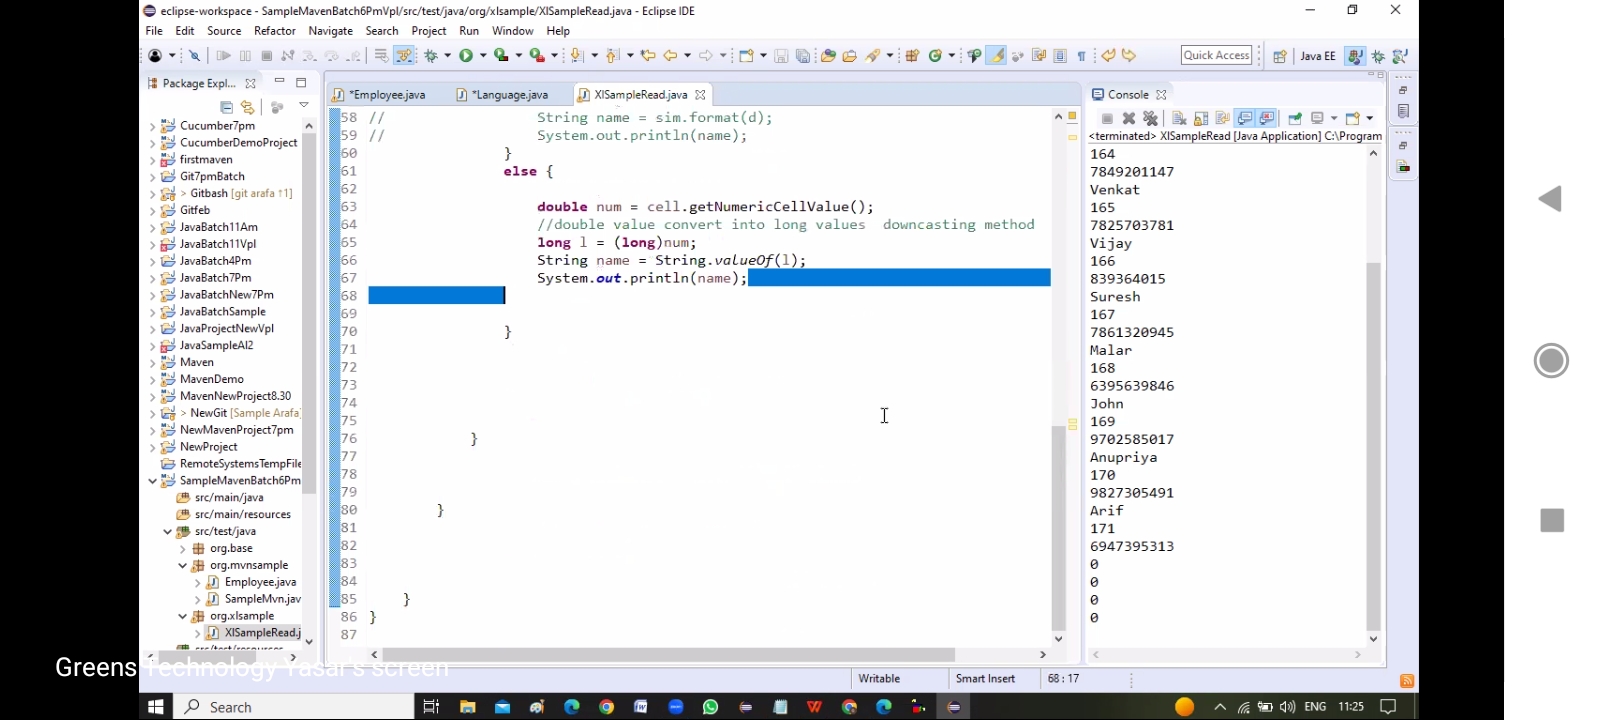 eclipse-workspace - SampleMavenBatch6PmVpl/src/test/java/org/xlsample/XlSampleRead.java - Eclipse IDE
File Edit Source Refactor Navigate Search Project Run Window Help
Quick Access
Java EE
Package Expl...
Cucumber7pm
CucumberDemoProject
firstmaven
Git7pmBatch
> Gitbash [git arafa ↑1]
Gitfeb
JavaBatch11Am
JavaBatch11Vpl
JavaBatch4Pm
JavaBatch7Pm
JavaBatchNew7Pm
JavaBatchSample
JavaProjectNewVpl
JavaSampleAI2
Maven
MavenDemo
MavenNewProject8.30
> NewGit [Sample Arafa
NewMavenProject7pm
NewProject
RemoteSystemsTempFile
SampleMavenBatch6Pm
src/main/java
src/main/resources
src/test/java
org.base
org.mvnsample
Employee.java
SampleMvn.jav
org.xlsample
XlSampleRead.j
src/test/resources
*Employee.java
*Language.java
XlSampleRead.java
58 // String name = sim.format(d);
59 // System.out.println(name);
60 }
61 else {
62
63 double num = cell.getNumericCellValue();
64 //double value convert into long values downcasting method
65 long l = (long)num;
66 String name = String.valueOf(l);
67 System.out.println(name);
68
69
70 }
71
72
73
74
75
76 }
77
78
79
80 }
81
82
83
84
85 }
86 }
87
Console
<terminated> XlSampleRead [Java Application] C:\Program
164
7849201147
Venkat
165
7825703781
Vijay
166
839364015
Suresh
167
7861320945
Malar
168
6395639846
John
169
9702585017
Anupriya
170
9827305491
Arif
171
6947395313
0
0
0
0
Greens Technology Yasar's screen
Writable
Smart Insert
68 : 17
Search
ENG
11:25